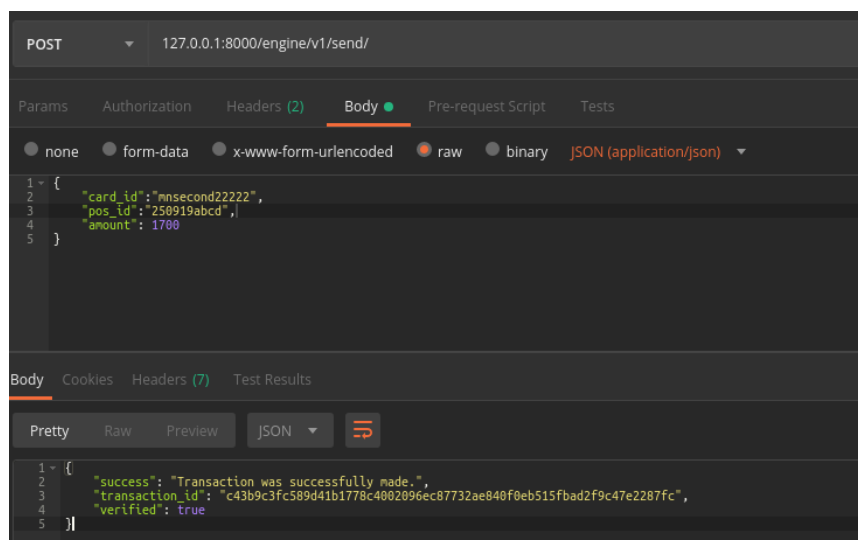 POST 127.0.0.1:8000/engine/v1/send/
Params Authorization Headers (2) Body Pre-request Script Tests
none form-data x-www-form-urlencoded raw binary JSON (application/json)
1 {
2 "card_id":"mnsecond22222",
3 "pos_id":"250919abcd",
4 "amount": 1700
5 }
Body Cookies Headers (7) Test Results
Pretty Raw Preview JSON
1 {
2 "success": "Transaction was successfully made.",
3 "transaction_id": "c43b9c3fc589d41b1778c4002096ec87732ae840f0eb515fbad2f9c47e2287fc",
4 "verified": true
5 }